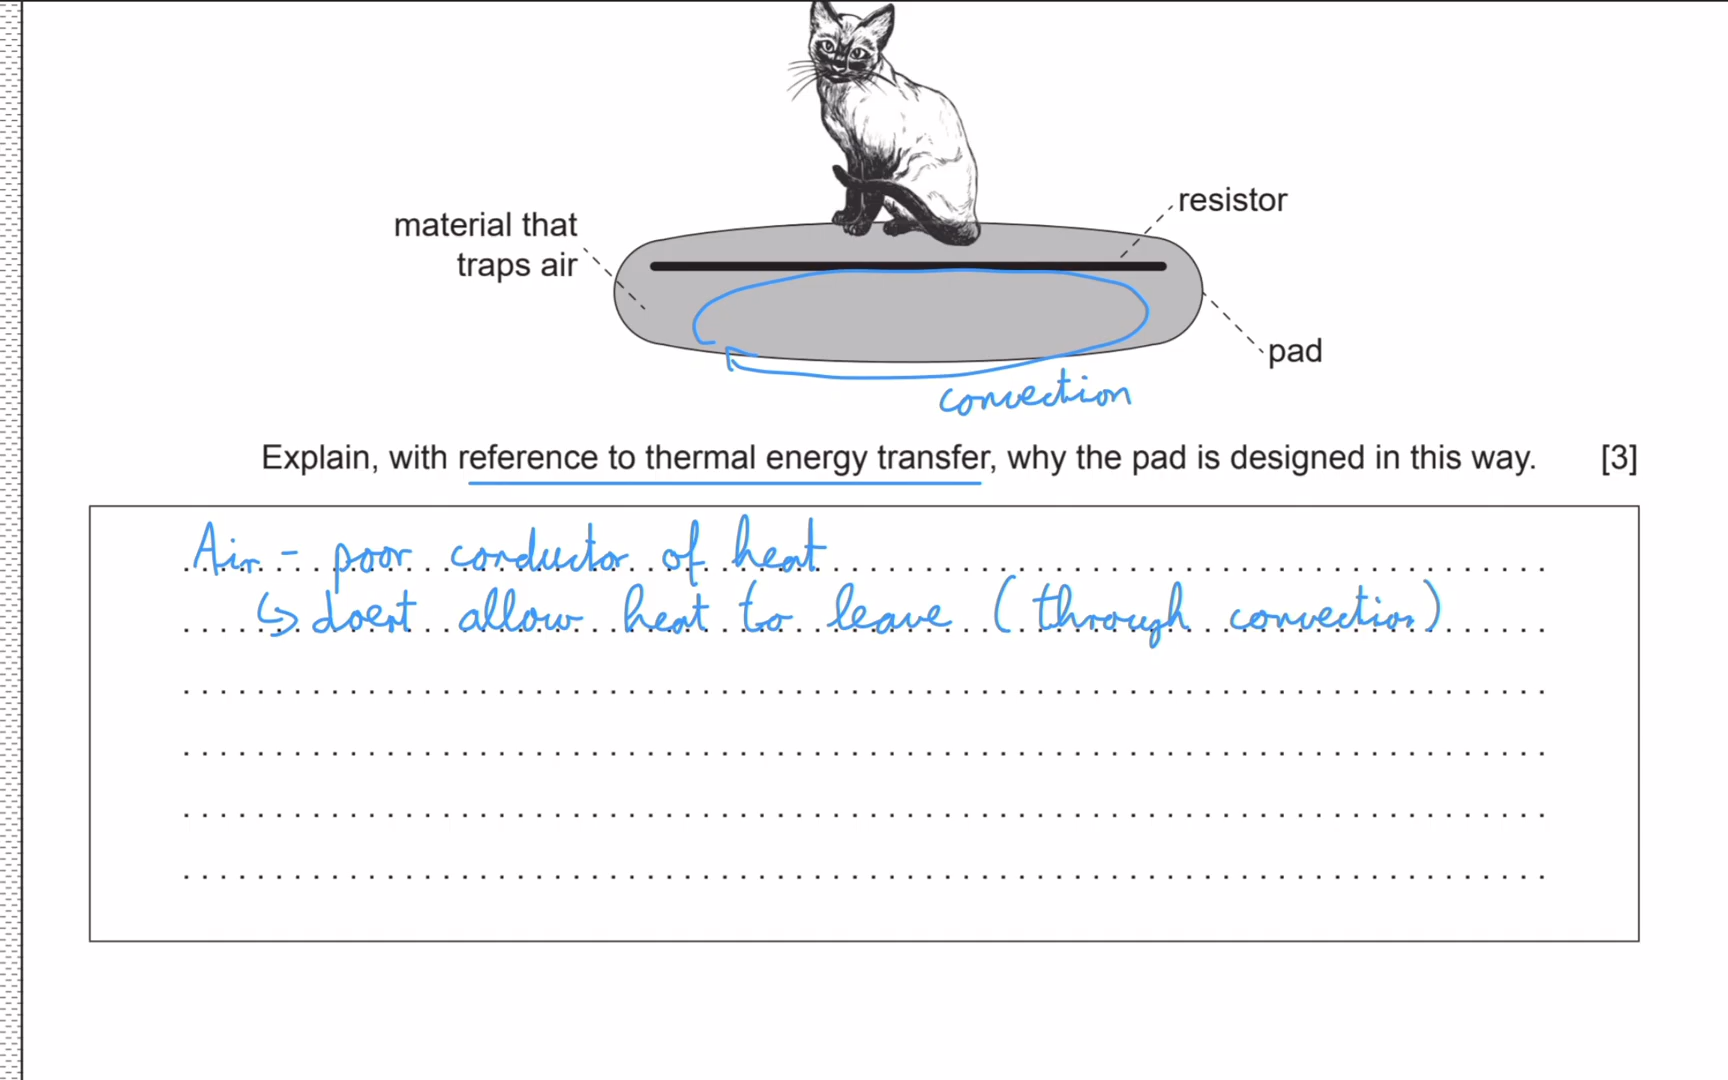 resistor
material that
traps air
pad
convection
Explain, with reference to thermal energy transfer, why the pad is designed in this way. [3]
Air - poor conductor of heat
↳ doesnt allow heat to leave (through convection)